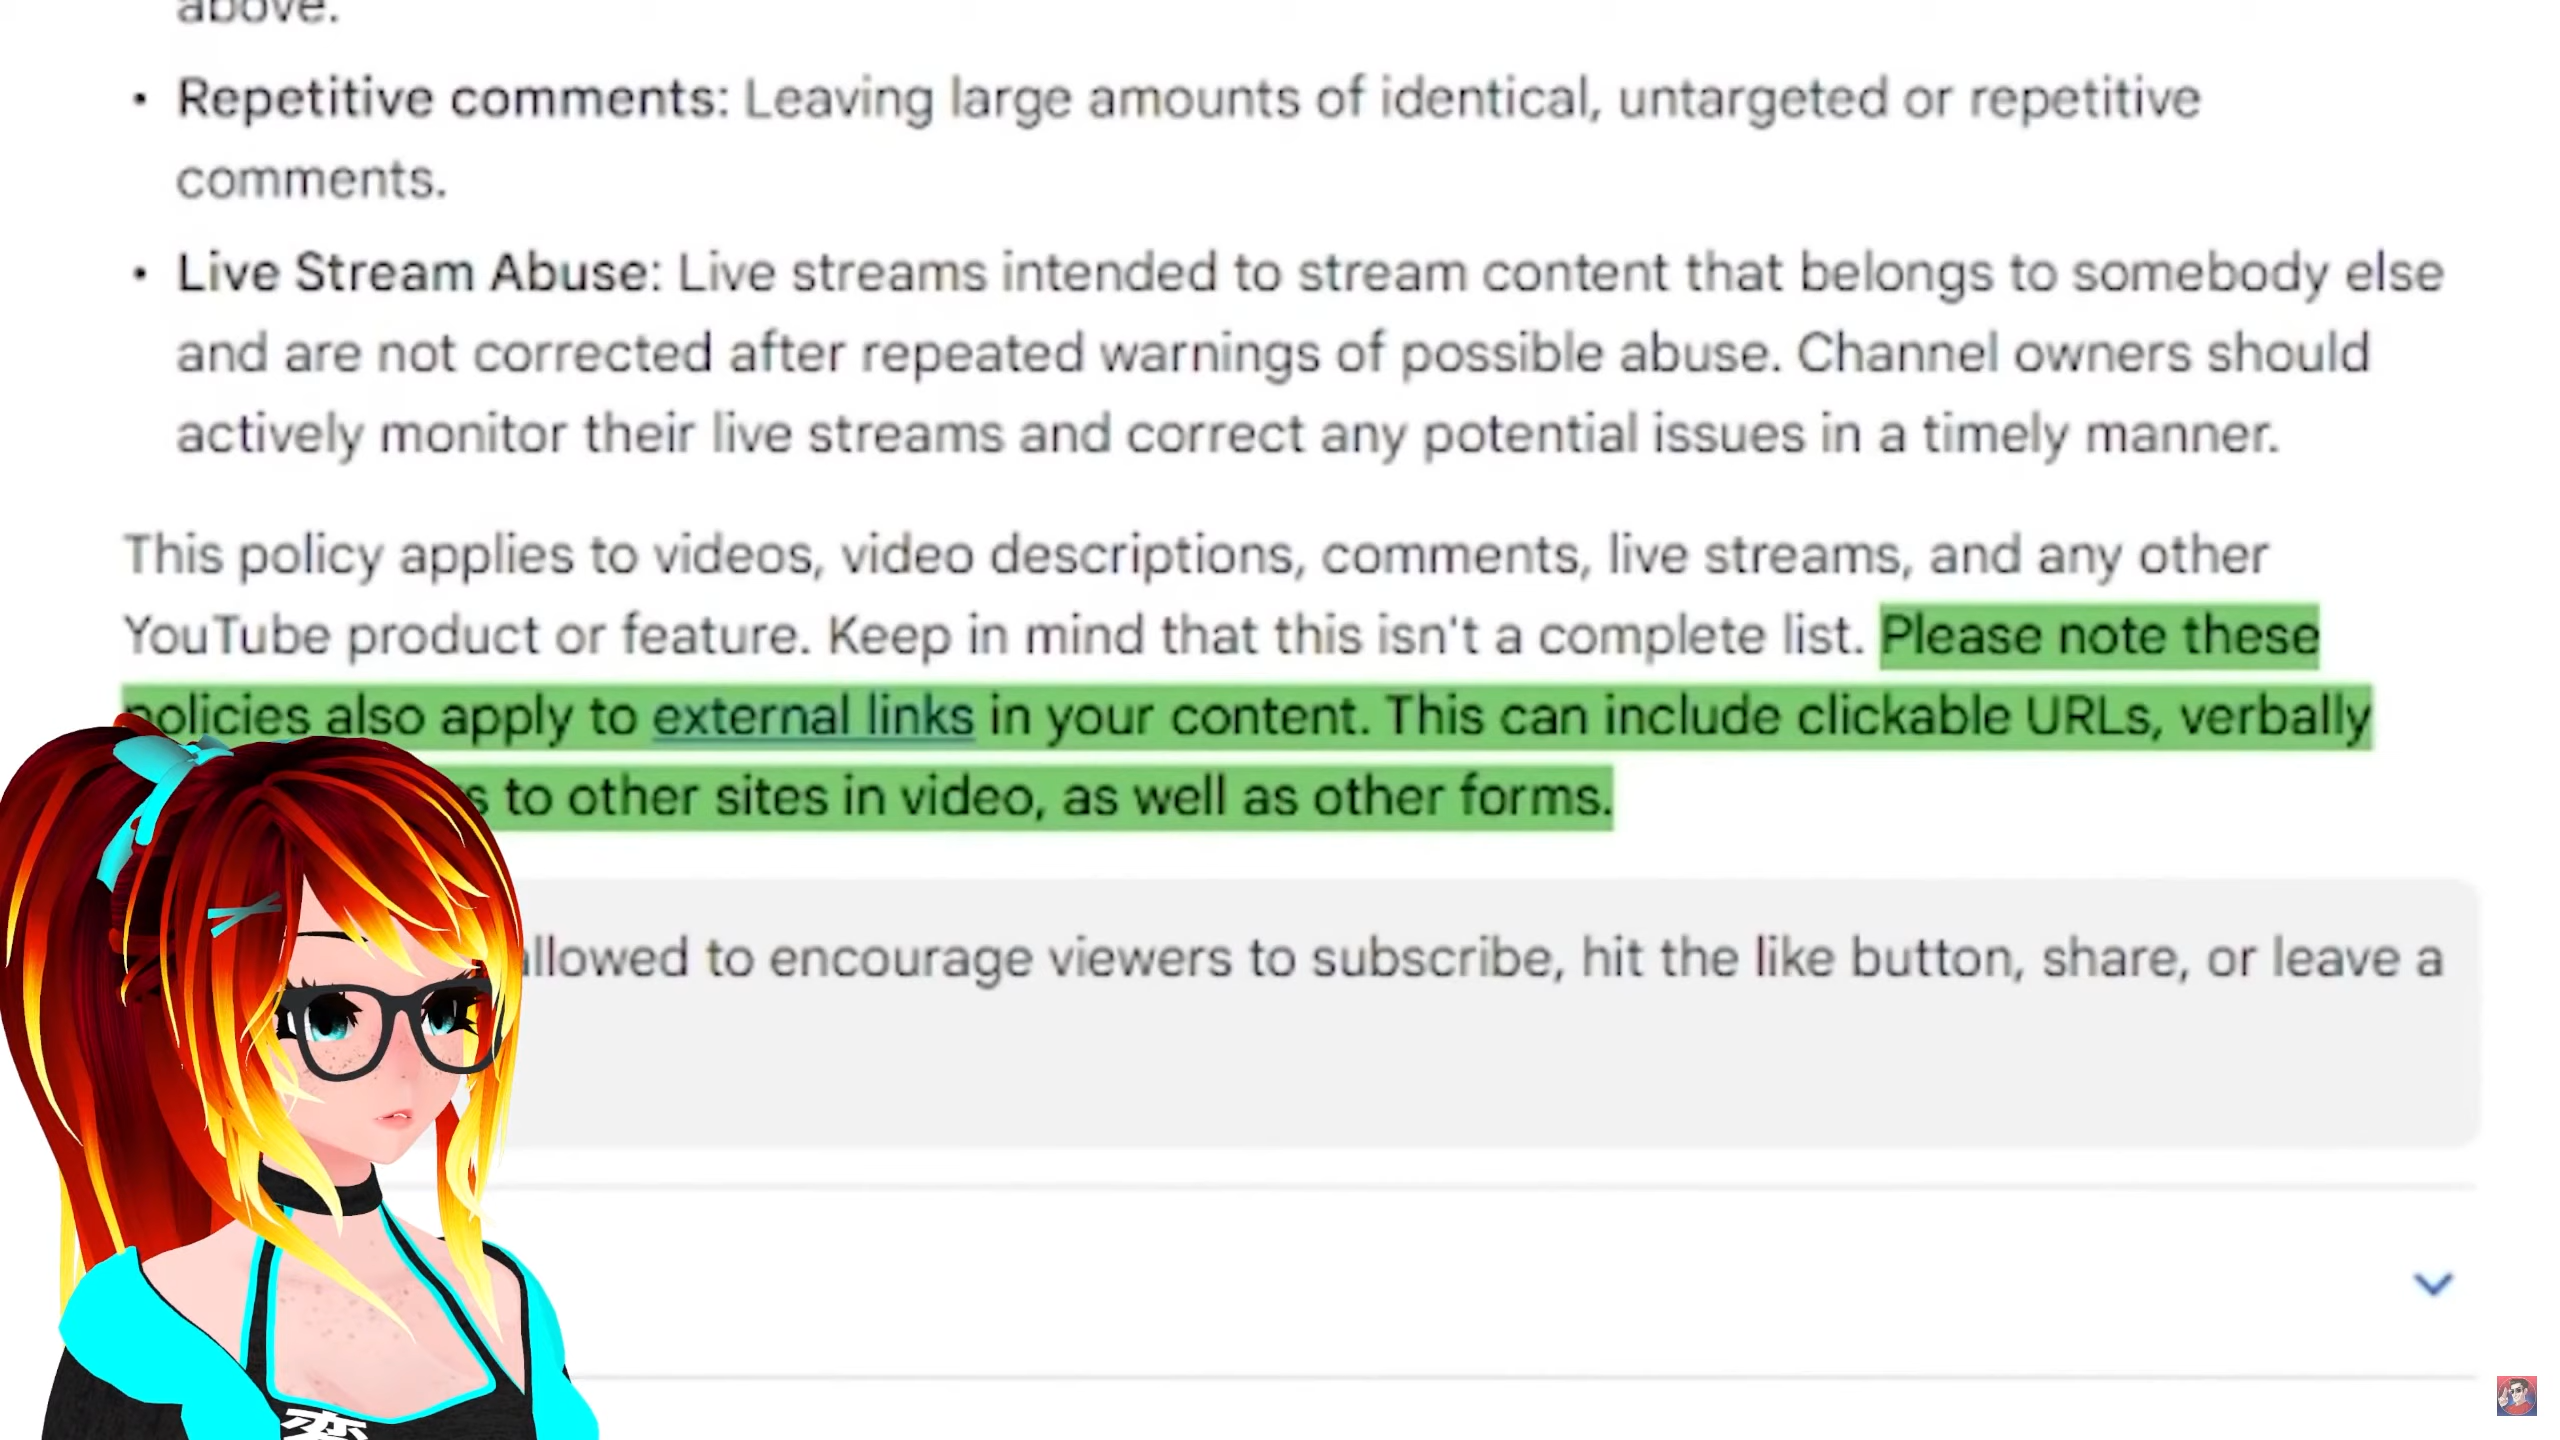 above.
• Repetitive comments: Leaving large amounts of identical, untargeted or repetitive
comments.
• Live Stream Abuse: Live streams intended to stream content that belongs to somebody else
and are not corrected after repeated warnings of possible abuse. Channel owners should
actively monitor their live streams and correct any potential issues in a timely manner.
This policy applies to videos, video descriptions, comments, live streams, and any other
YouTube product or feature. Keep in mind that this isn't a complete list. Please note these
policies also apply to external links in your content. This can include clickable URLs, verbally
to other sites in video, as well as other forms.
allowed to encourage viewers to subscribe, hit the like button, share, or leave a
変